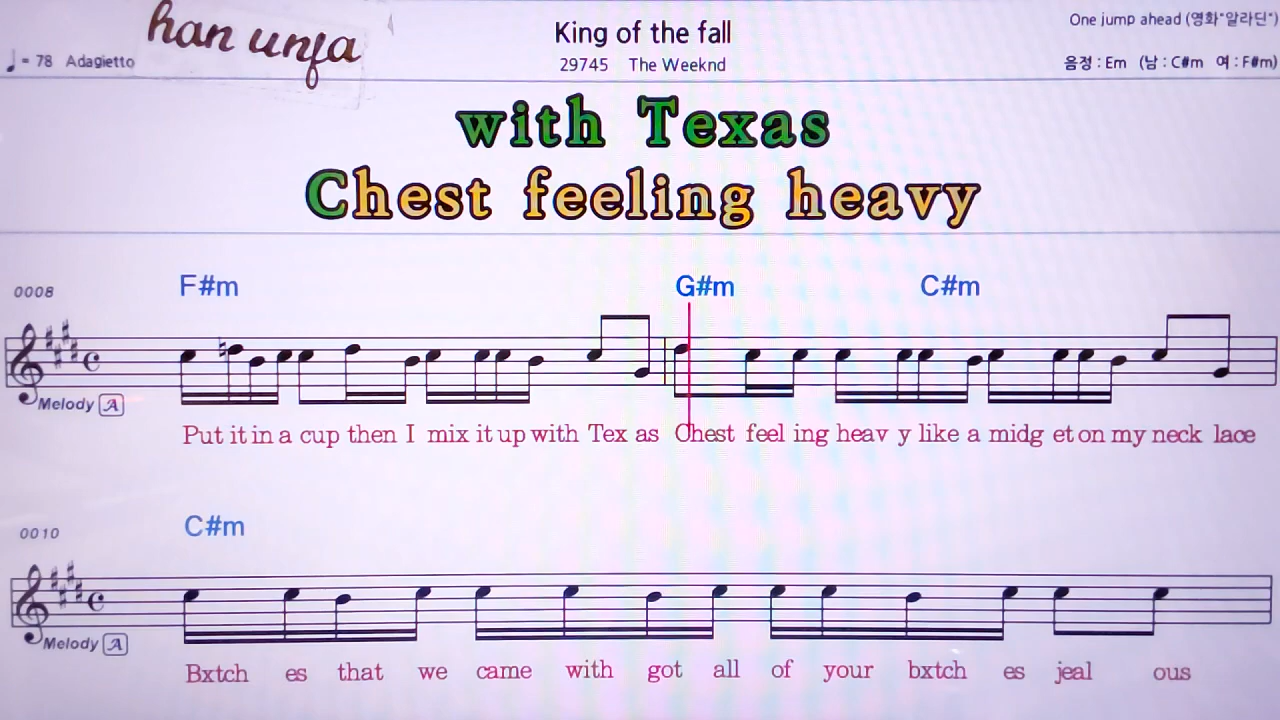 han unfa
King of the fall
One jump ahead (영화"알라딘")
♩= 78 Adagietto
29745 The Weeknd
음정 : Em (남 : C#m 여 : F#m)
with Texas
Chest feeling heavy
0008 F#m G#m C#m
Melody A
Put it in a cup then I mix it up with Tex as Chest feel ing heav y like a midg et on my neck lace
0010 C#m
Melody A
Bxtch es that we came with got all of your bxtch es jeal ous